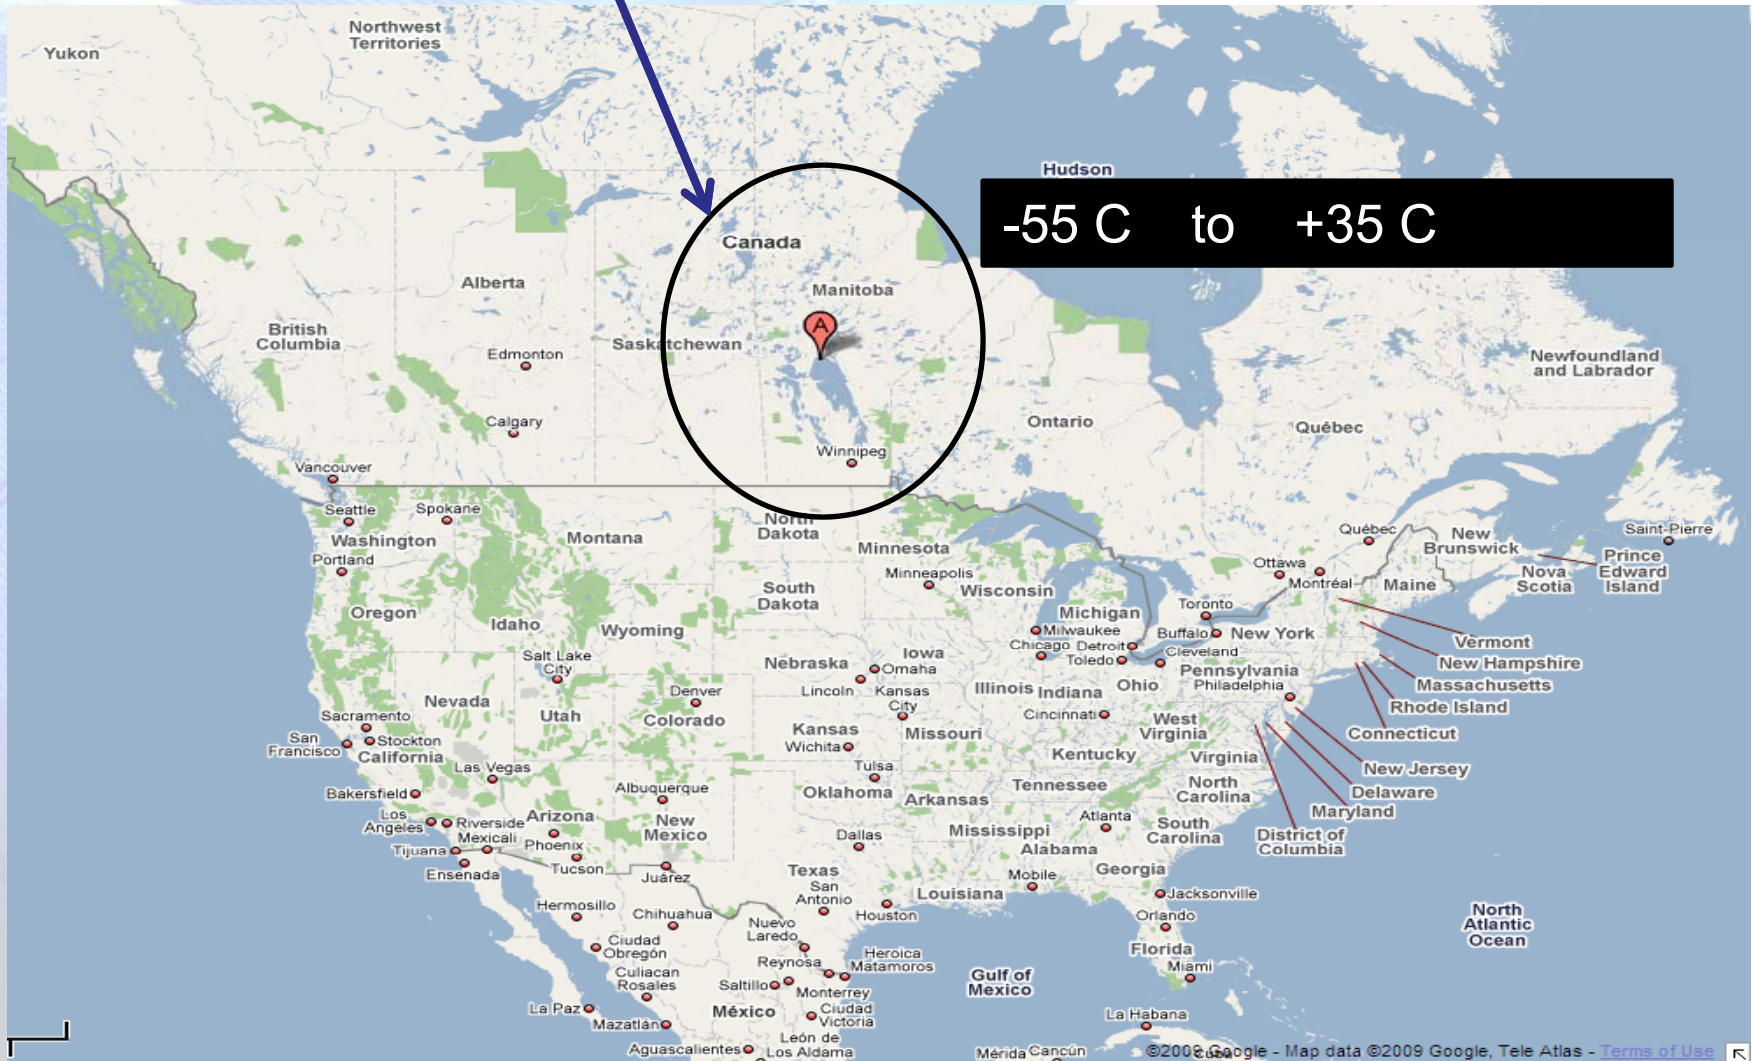 Yukon
Northwest
Territories
Hudson
-55 C to +35 C
Canada
Alberta
Manitoba
A
British
Columbia
Saskatchewan
Edmonton
Newfoundland
and Labrador
Calgary
Ontario
Québec
Winnipeg
Vancouver
Seattle
Spokane
Washington
Montana
North
Dakota
Minnesota
Québec
New
Brunswick
Saint-Pierre
Prince
Edward
Island
Nova
Scotia
Portland
Minneapolis
Wisconsin
Ottawa
Montréal
Maine
South
Dakota
Oregon
Idaho
Wyoming
Michigan
Toronto
Milwaukee
Buffalo
New York
Vermont
Chicago
Detroit
Cleveland
Toledo
New Hampshire
Salt Lake
City
Nebraska
Iowa
Omaha
Pennsylvania
Philadelphia
Massachusetts
Lincoln
Kansas
City
Illinois
Indiana
Ohio
Rhode Island
Nevada
Denver
Utah
Colorado
Cincinnati
West
Virginia
Connecticut
Sacramento
San
Francisco
Stockton
California
Kansas
Wichita
Missouri
Kentucky
Virginia
New Jersey
Las Vegas
Tulsa
Bakersfield
Albuquerque
Oklahoma
Arkansas
Tennessee
North
Carolina
Delaware
Maryland
Los
Angeles
Riverside
Mexicali
Arizona
Phoenix
New
Mexico
Dallas
Mississippi
Atlanta
South
Carolina
District of
Columbia
Tijuana
Ensenada
Tucson
Juárez
Alabama
Texas
Georgia
San
Antonio
Louisiana
Mobile
Jacksonville
Hermosillo
Chihuahua
Nuevo
Laredo
Houston
Orlando
North
Atlantic
Ocean
Ciudad
Obregón
Reynosa
Heroica
Matamoros
Florida
Miami
Culiacan
Rosales
Saltillo
Monterrey
Gulf of
Mexico
La Paz
México
Ciudad
Victoria
Mazatlán
La Habana
León de
Los Aldama
Aguascalientes
Mérida
Cancún
Cuba
©2009 Google - Map data ©2009 Google, Tele Atlas - Terms of Use